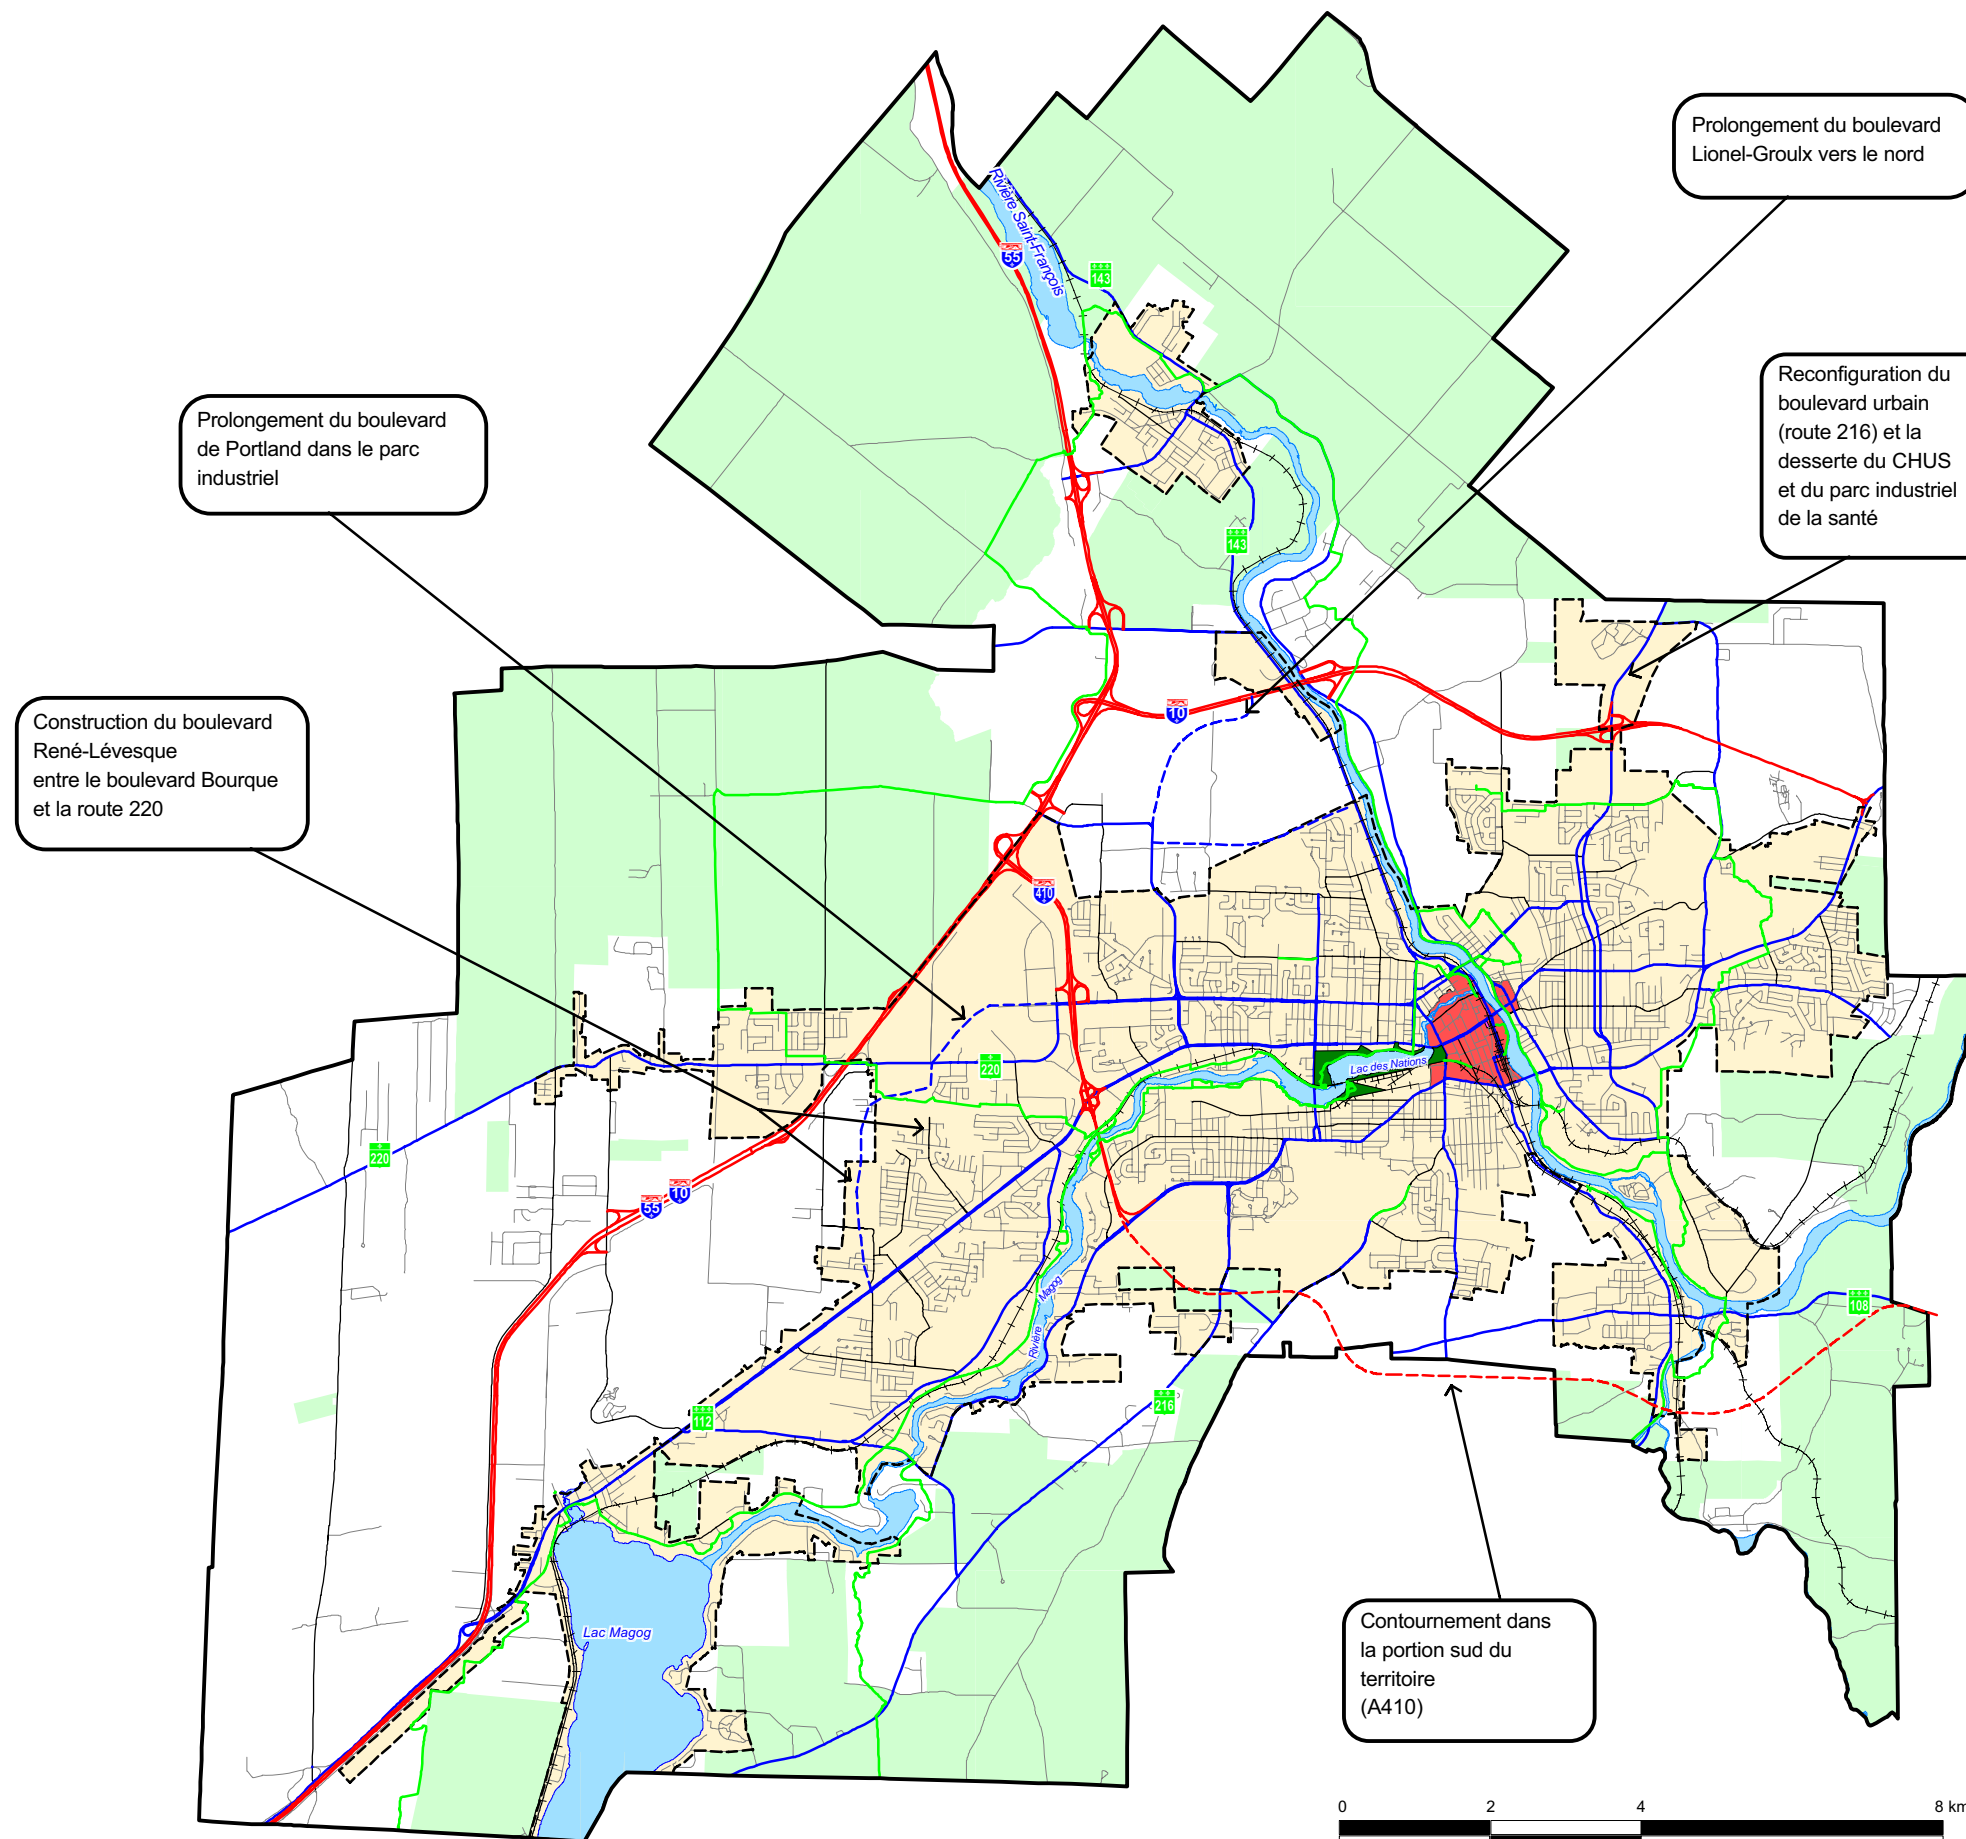 Prolongement du boulevard
Lionel-Groulx vers le nord
Rivière Saint-François
55
143
Reconfiguration du
boulevard urbain
(route 216) et la
desserte du CHUS
et du parc industriel
de la santé
Prolongement du boulevard
de Portland dans le parc
industriel
143
Construction du boulevard
René-Lévesque
entre le boulevard Bourque
et la route 220
10
410
220
Lac des Nations
220
55
10
Rivière Magog
108
112
216
Lac Magog
Contournement dans
la portion sud du
territoire
(A410)
0 2 4 8 km